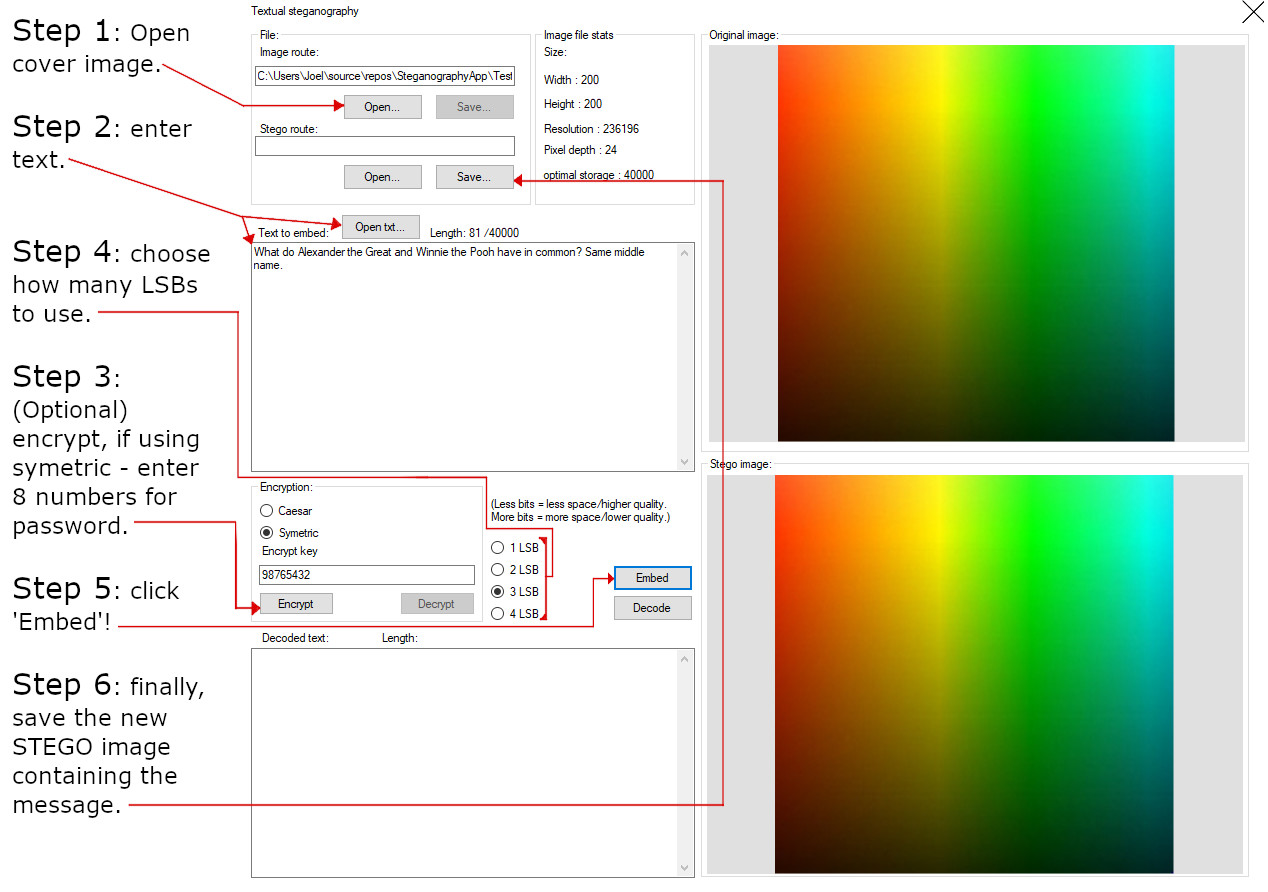 Step 1: Open
cover image.
Step 2: enter
text.
Step 4: choose
how many LSBs
to use.
Step 3:
(Optional)
encrypt, if using
symetric - enter
8 numbers for
password.
Step 5: click
'Embed'!
Step 6: finally,
save the new
STEGO image
containing the
message.
Textual steganography
File:
Image route:
C:\Users\Joel\source\repos\SteganographyApp\Test
Open...
Save...
Stego route:
Open...
Save...
Image file stats
Size:
Width : 200
Height : 200
Resolution : 236196
Pixel depth : 24
optimal storage : 40000
Text to embed:
Open txt...
Length: 81 /40000
What do Alexander the Great and Winnie the Pooh have in common? Same middle
name.
Encryption:
Caesar
Symetric
Encrypt key
98765432
Encrypt
Decrypt
(Less bits = less space/higher quality.
More bits = more space/lower quality.)
1 LSB
2 LSB
3 LSB
4 LSB
Embed
Decode
Decoded text:
Length:
Original image:
Stego image: